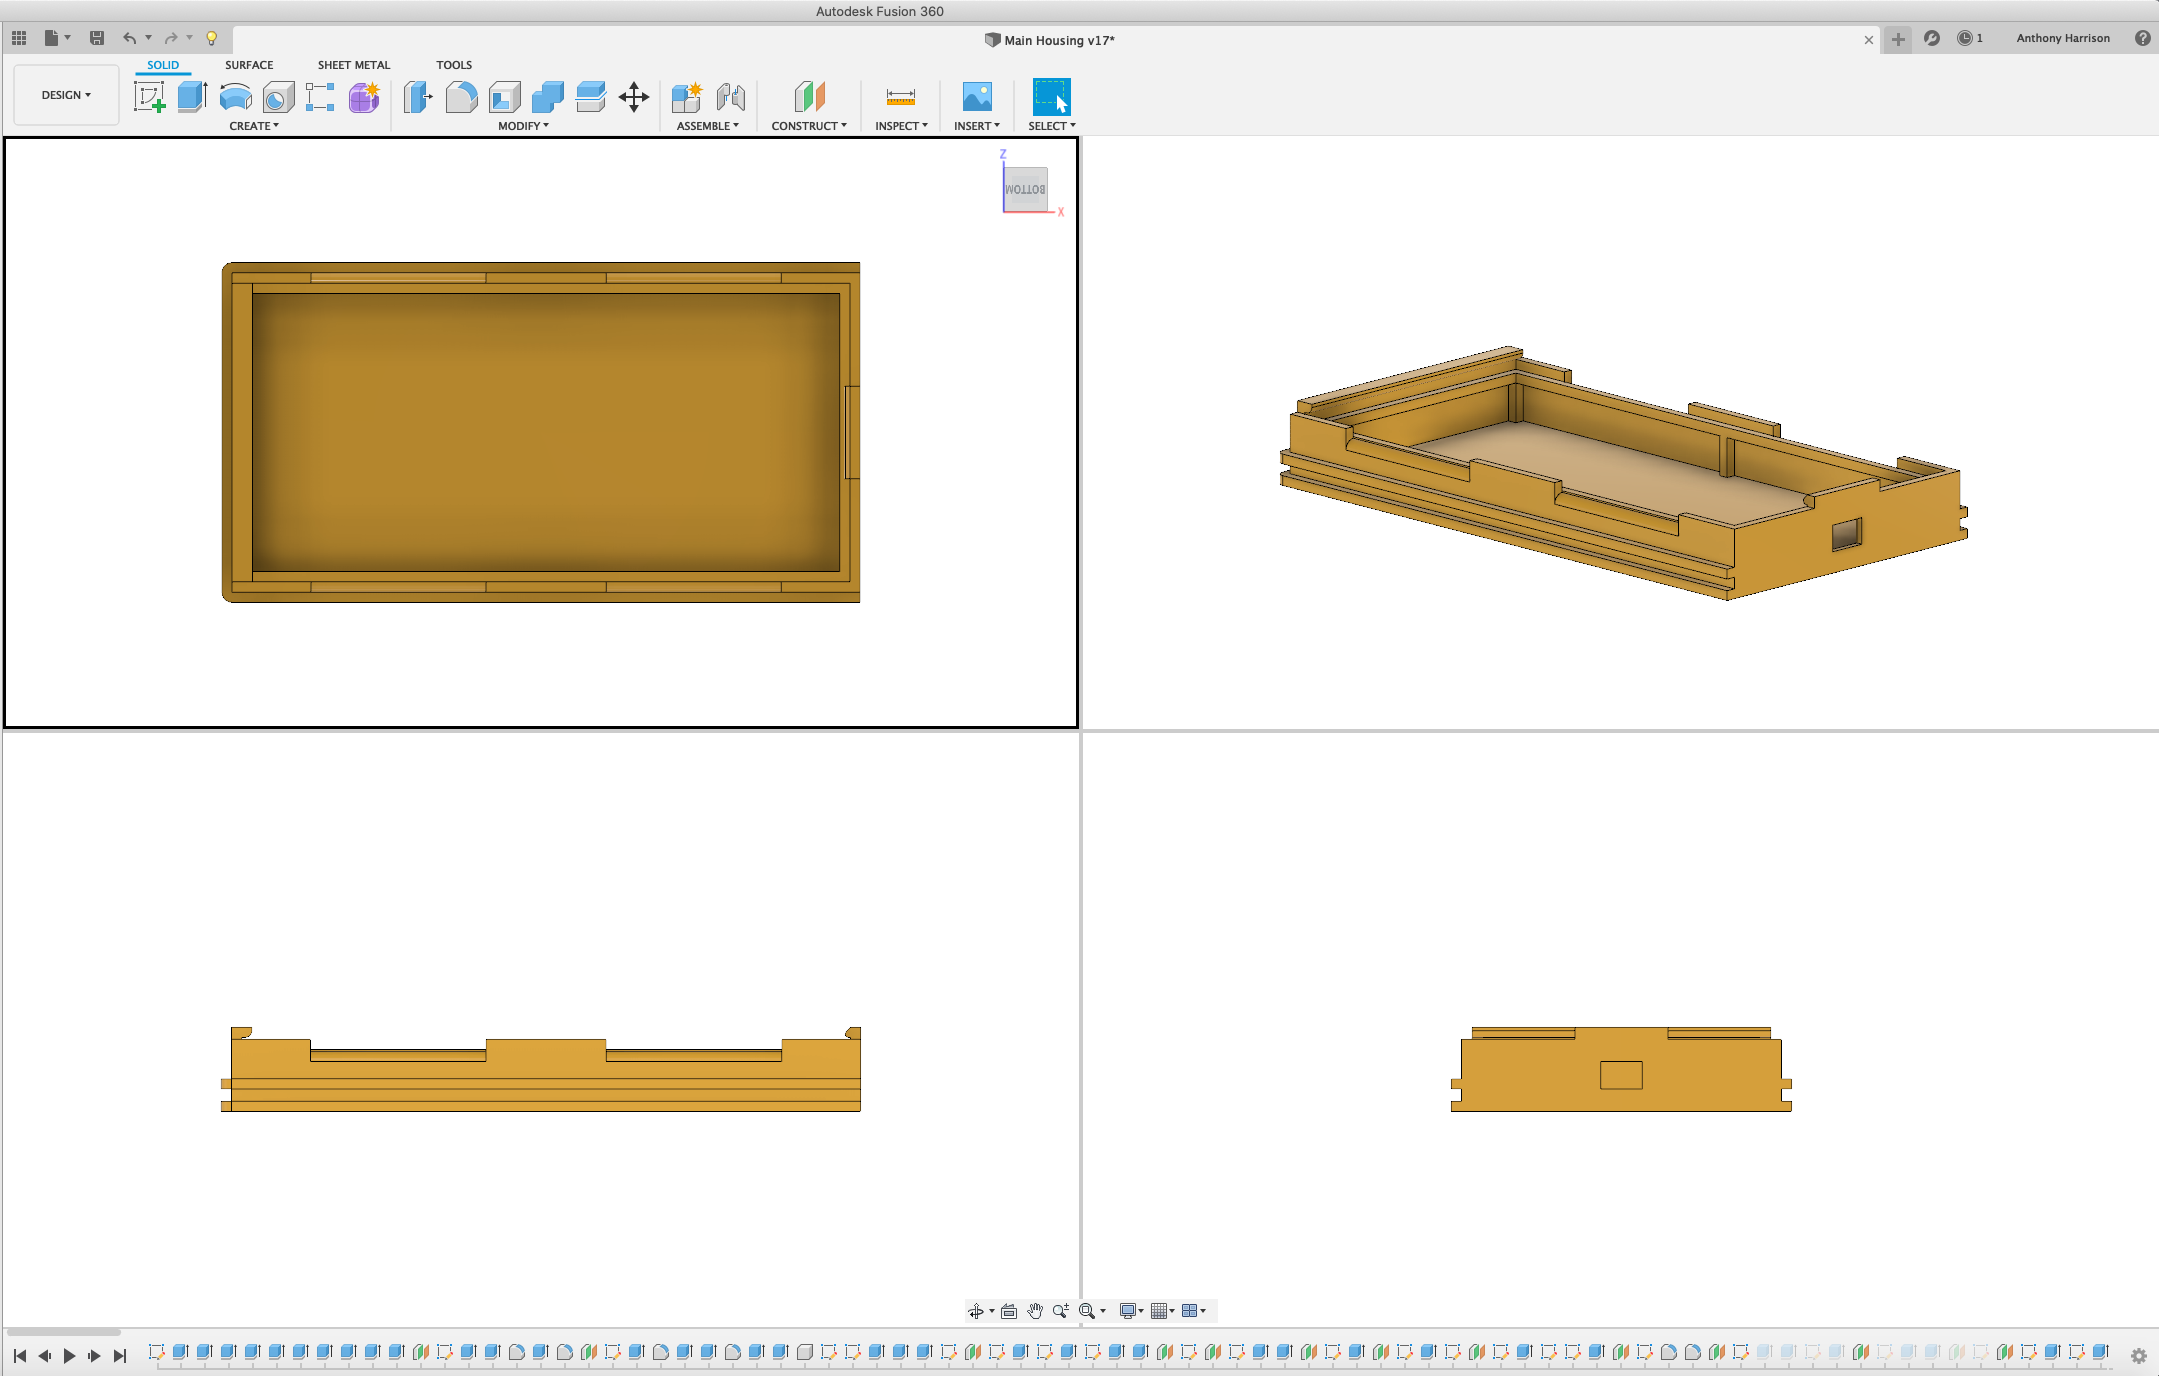 Autodesk Fusion 360
Main Housing v17*
1
Anthony Harrison
?
SOLID
SURFACE
SHEET METAL
TOOLS
DESIGN
CREATE
MODIFY
ASSEMBLE
CONSTRUCT
INSPECT
INSERT
SELECT
Z
BOTTOM
X